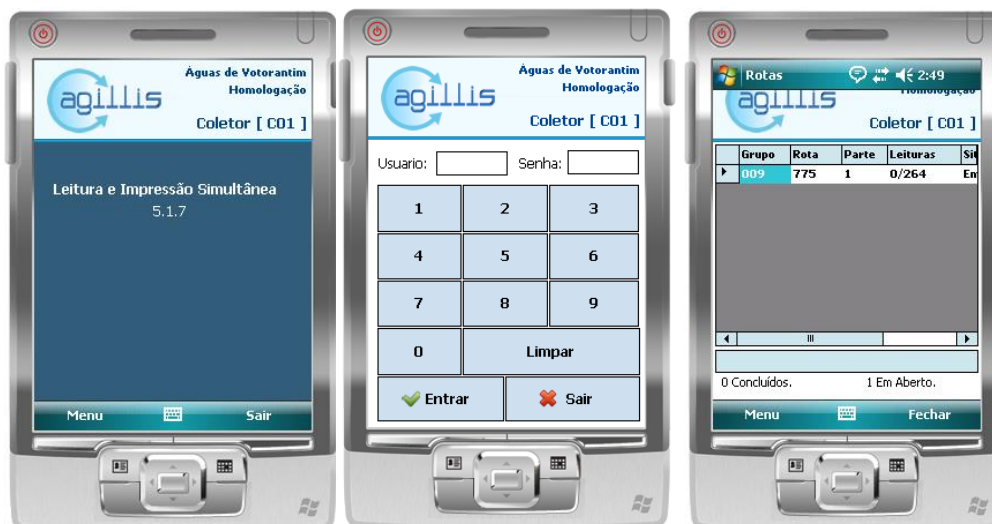 Águas de Votorantim
Homologação
agillis
Coletor [ C01 ]
Leitura e Impressão Simultânea
5.1.7
Menu
Sair
Águas de Votorantim
Homologação
agillis
Coletor [ C01 ]
Usuario:
Senha:
1 2 3
4 5 6
7 8 9
0 Limpar
Entrar Sair
Rotas 2:49
Homologação
agillis
Coletor [ C01 ]
Grupo Rota Parte Leituras
009 775 1 0/264
0 Concluídos. 1 Em Aberto.
Menu Fechar